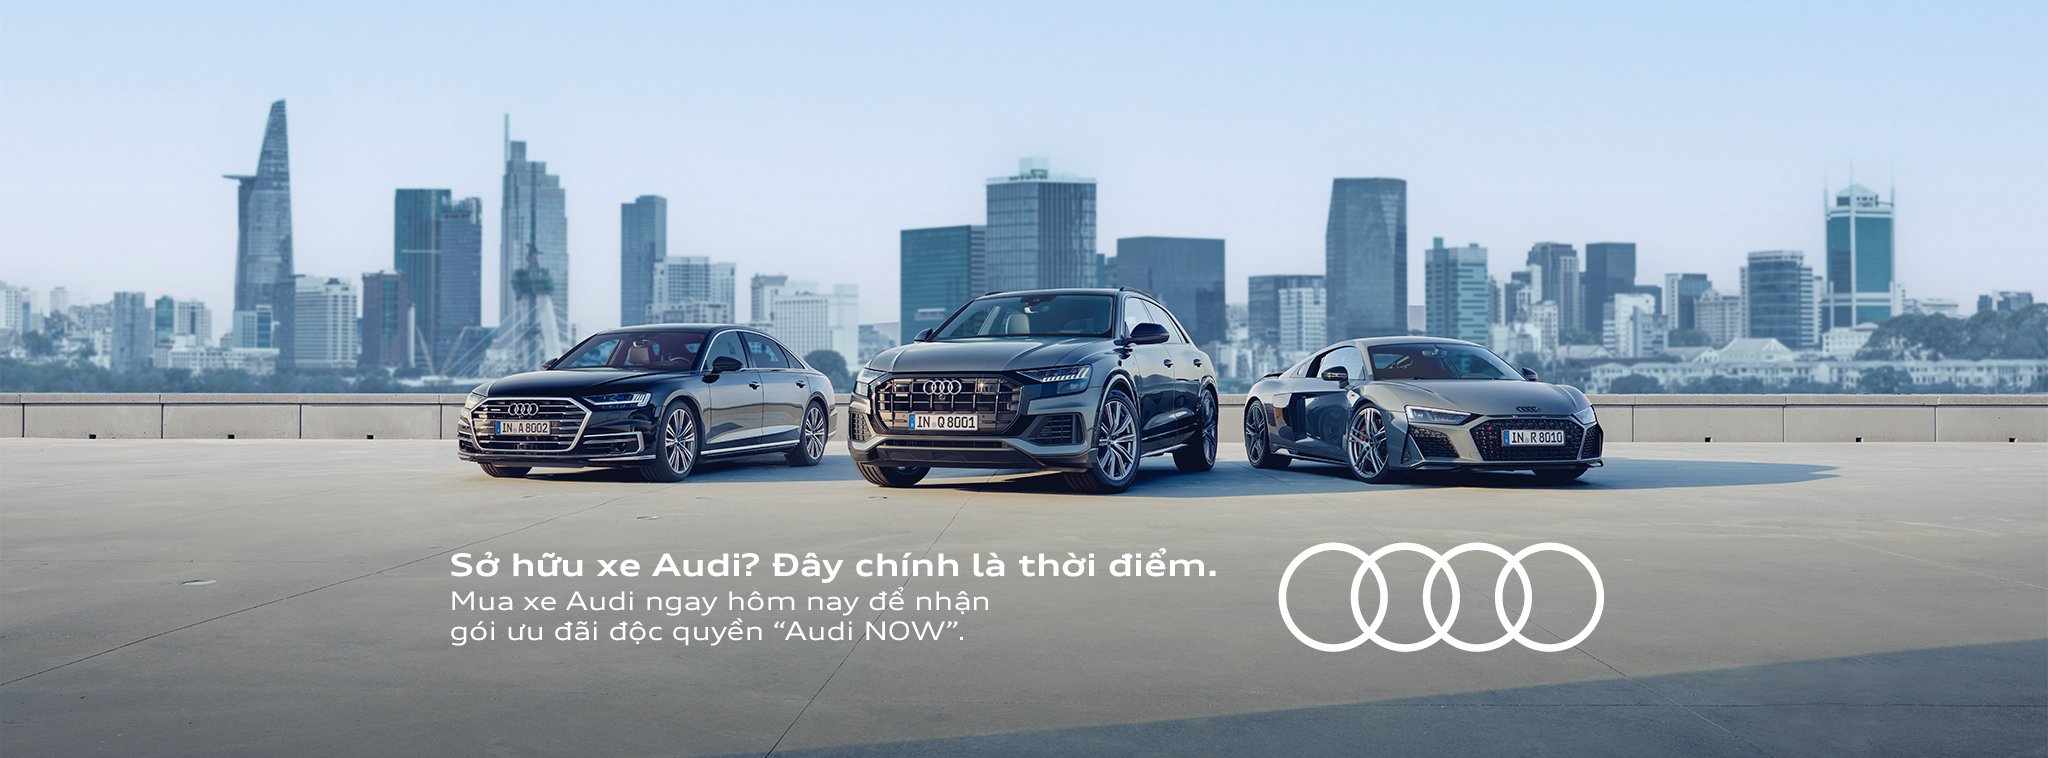 IN A 8002
IN Q 8001
IN R 8010
Sở hữu xe Audi? Đây chính là thời điểm.
Mua xe Audi ngay hôm nay để nhận
gói ưu đãi độc quyền “Audi NOW”.